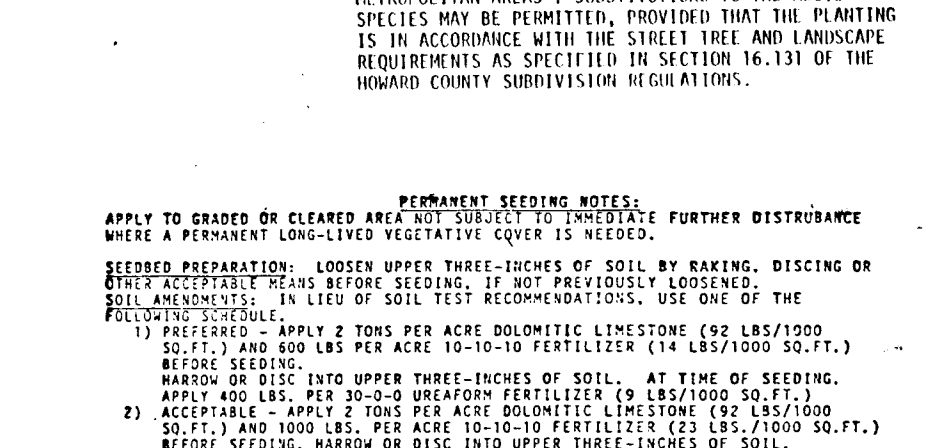 SPECIES MAY BE PERMITTED, PROVIDED THAT THE PLANTING
IS IN ACCORDANCE WITH THE STREET TREE AND LANDSCAPE
REQUIREMENTS AS SPECIFIED IN SECTION 16.131 OF THE
HOWARD COUNTY SUBDIVISION REGULATIONS.
PERMANENT SEEDING NOTES:
APPLY TO GRADED OR CLEARED AREA NOT SUBJECT TO IMMEDIATE FURTHER DISTRUBANCE
WHERE A PERMANENT LONG-LIVED VEGETATIVE COVER IS NEEDED.
SEEDBED PREPARATION: LOOSEN UPPER THREE-INCHES OF SOIL BY RAKING, DISCING OR
OTHER ACCEPTABLE MEANS BEFORE SEEDING, IF NOT PREVIOUSLY LOOSENED.
SOIL AMENDMENTS: IN LIEU OF SOIL TEST RECOMMENDATIONS, USE ONE OF THE
FOLLOWING SCHEDULE.
1) PREFERRED - APPLY 2 TONS PER ACRE DOLOMITIC LIMESTONE (92 LBS/1000
SQ.FT.) AND 600 LBS PER ACRE 10-10-10 FERTILIZER (14 LBS/1000 SQ.FT.)
BEFORE SEEDING.
HARROW OR DISC INTO UPPER THREE-INCHES OF SOIL. AT TIME OF SEEDING,
APPLY 400 LBS. PER 30-0-0 UREAFORM FERTILIZER (9 LBS/1000 SQ.FT.)
2) ACCEPTABLE - APPLY 2 TONS PER ACRE DOLOMITIC LIMESTONE (92 LBS/1000
SQ.FT.) AND 1000 LBS. PER ACRE 10-10-10 FERTILIZER (23 LBS./1000 SQ.FT.)
BEFORE SEEDING, HARROW OR DISC INTO UPPER THREE-INCHES OF SOIL.